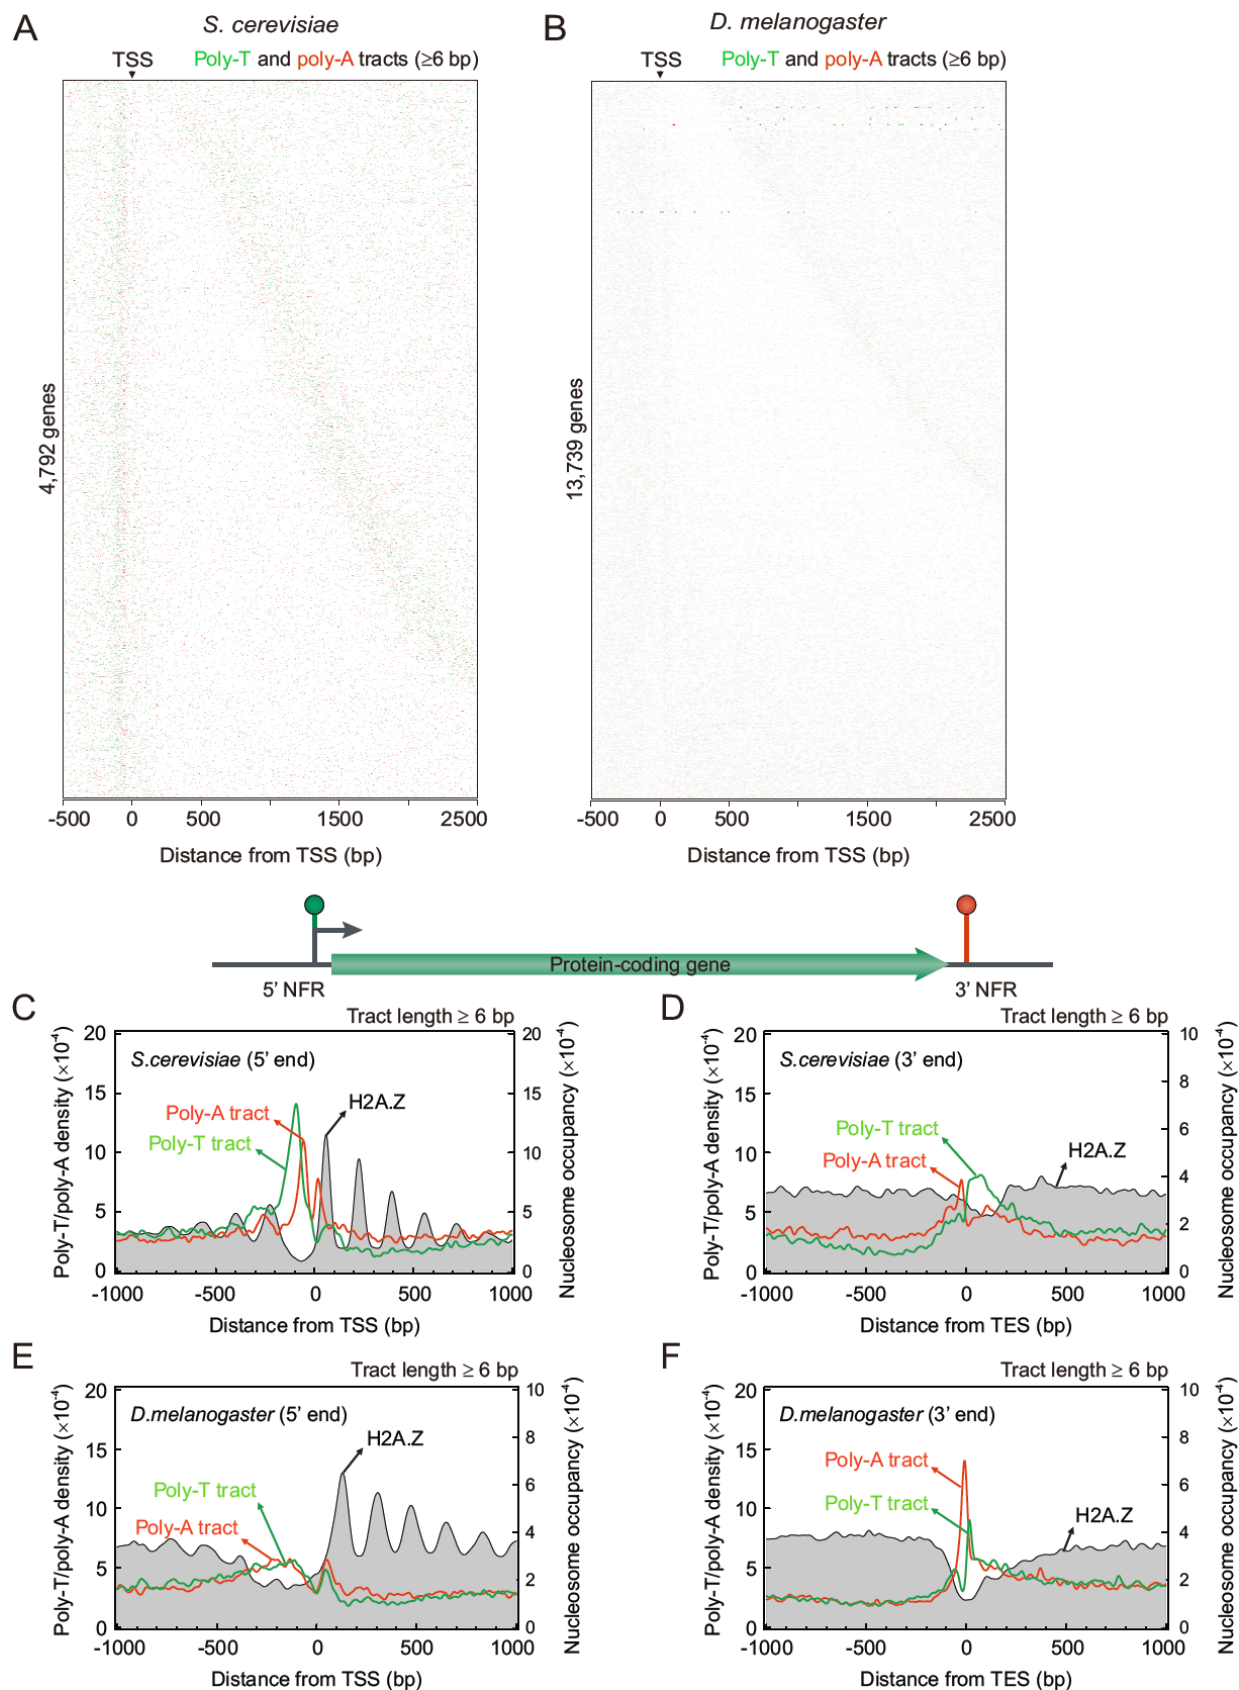 A
S. cerevisiae
TSS
Poly-T and poly-A tracts (≥6 bp)
4,792 genes
-500 0 500 1500 2500
Distance from TSS (bp)
B
D. melanogaster
TSS
Poly-T and poly-A tracts (≥6 bp)
13,739 genes
-500 0 500 1500 2500
Distance from TSS (bp)
Protein-coding gene
5' NFR
3' NFR
C
Tract length ≥ 6 bp
S.cerevisiae (5' end)
Poly-A tract
Poly-T tract
H2A.Z
Poly-T/poly-A density (×10⁻⁴)
20
15
10
5
0
Nucleosome occupancy (×10⁻⁴)
20
15
10
5
0
-1000 -500 0 500 1000
Distance from TSS (bp)
D
Tract length ≥ 6 bp
S.cerevisiae (3' end)
Poly-T tract
Poly-A tract
H2A.Z
Poly-T/poly-A density (×10⁻⁴)
20
15
10
5
0
Nucleosome occupancy (×10⁻⁴)
10
8
6
4
2
0
-1000 -500 0 500 1000
Distance from TES (bp)
E
Tract length ≥ 6 bp
D.melanogaster (5' end)
H2A.Z
Poly-T tract
Poly-A tract
Poly-T/poly-A density (×10⁻⁴)
20
15
10
5
0
Nucleosome occupancy (×10⁻⁴)
10
8
6
4
2
0
-1000 -500 0 500 1000
Distance from TSS (bp)
F
Tract length ≥ 6 bp
D.melanogaster (3' end)
Poly-A tract
Poly-T tract
H2A.Z
Poly-T/poly-A density (×10⁻⁴)
20
15
10
5
0
Nucleosome occupancy (×10⁻⁴)
10
8
6
4
2
0
-1000 -500 0 500 1000
Distance from TES (bp)